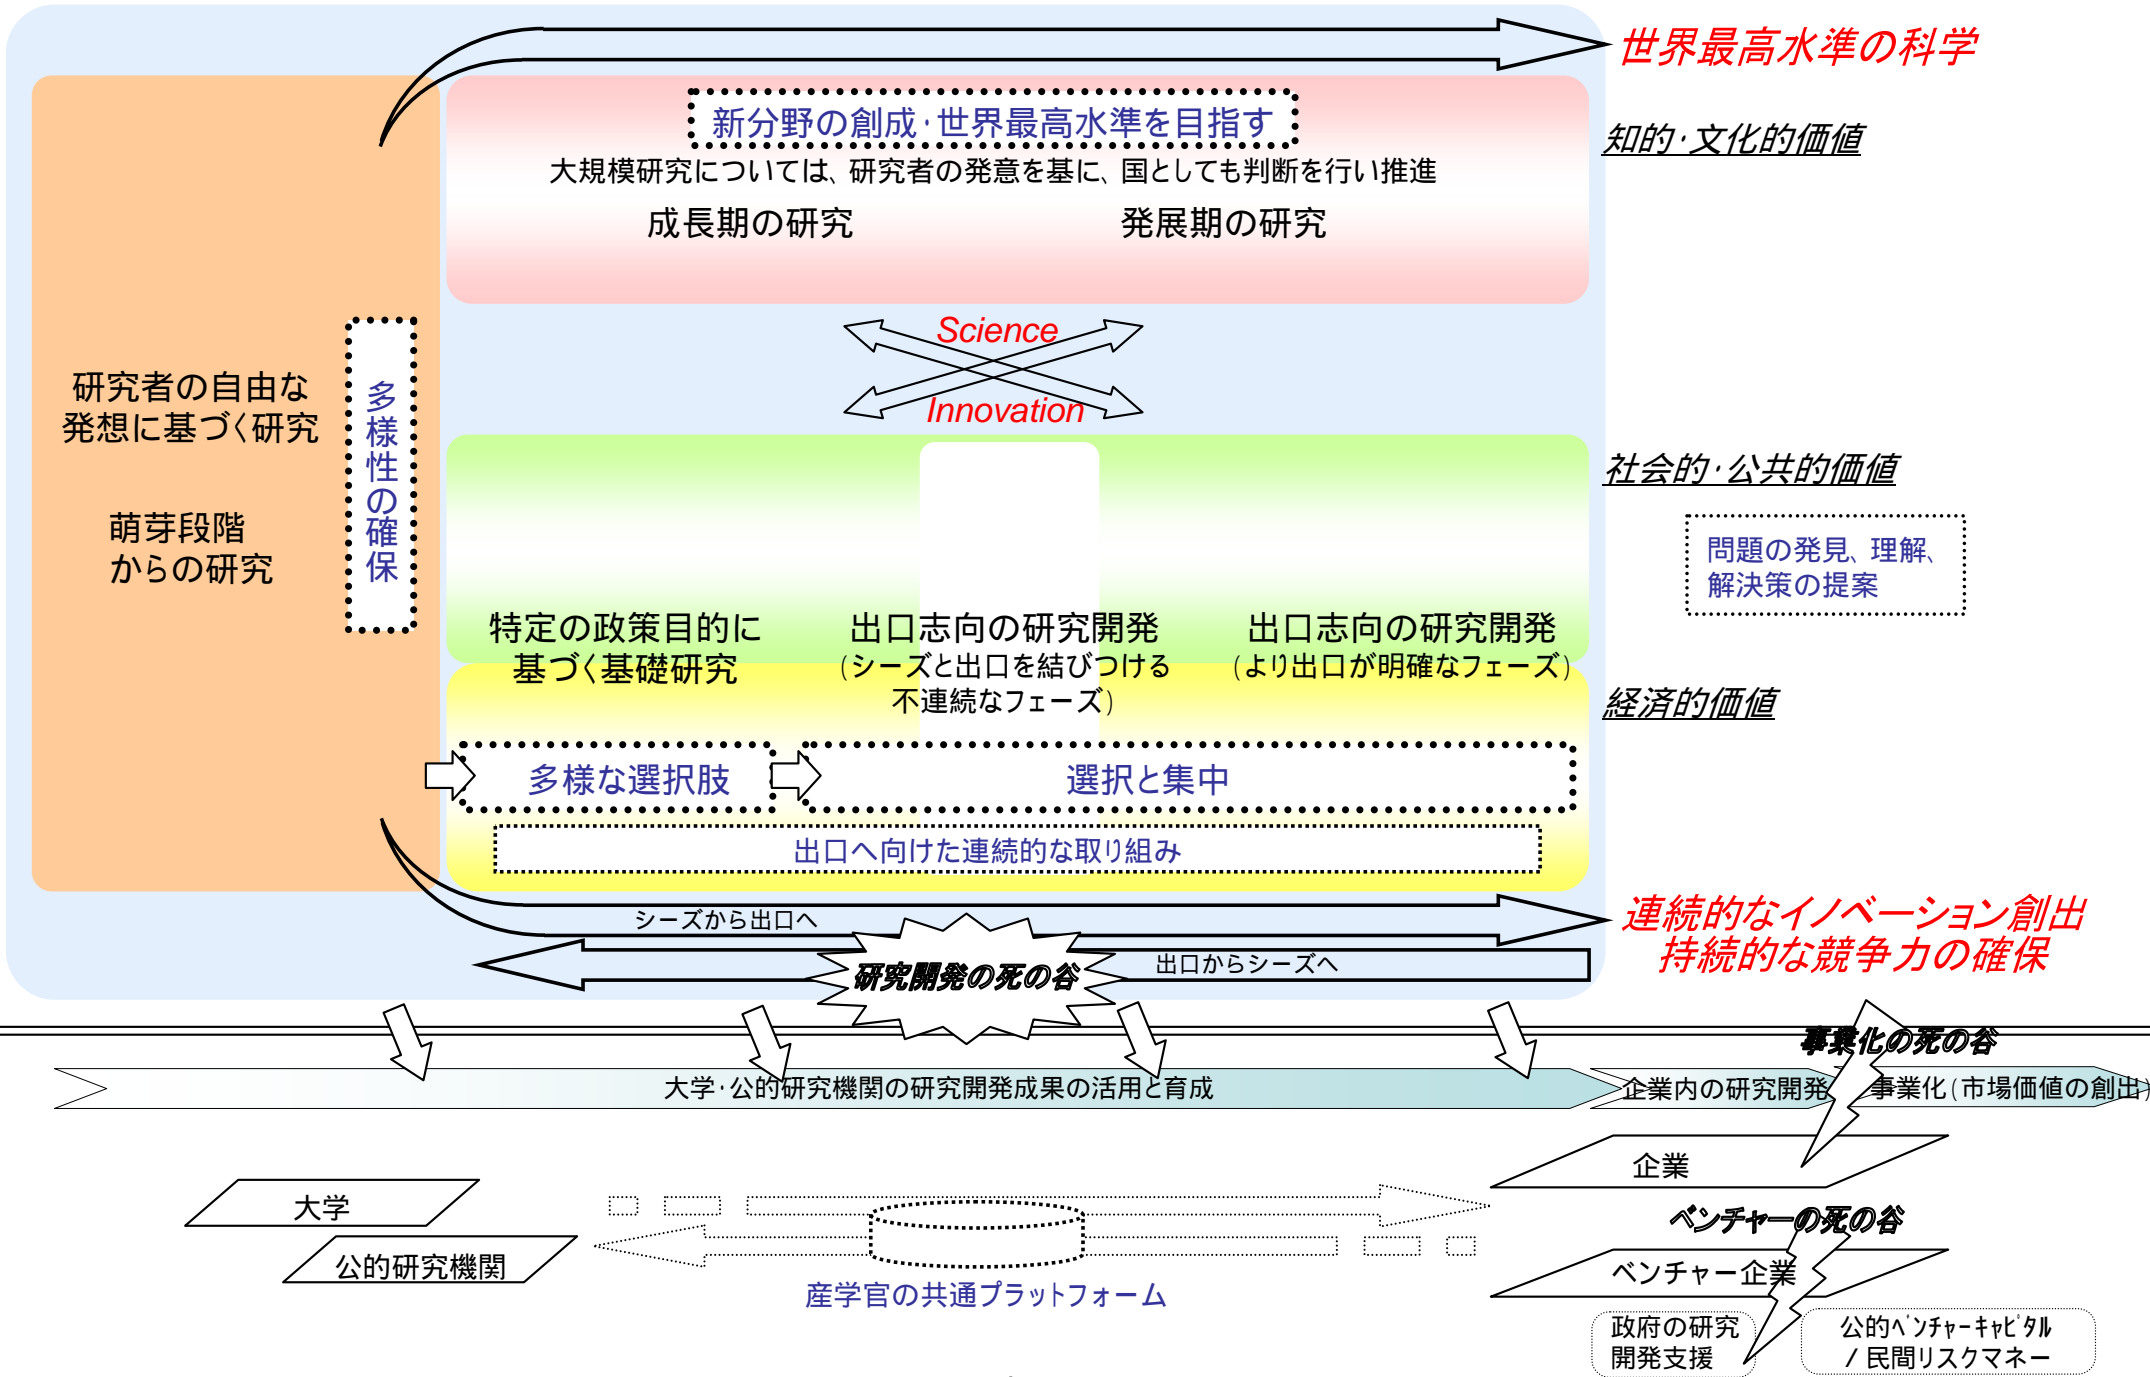 世界最高水準の科学
新分野の創成・世界最高水準を目指す
知的・文化的価値
大規模研究については、研究者の発意を基に、国としても判断を行い推進
成長期の研究
発展期の研究
Science
Innovation
研究者の自由な
発想に基づく研究
多様性の確保
萌芽段階
からの研究
社会的・公共的価値
問題の発見、理解、
解決策の提案
特定の政策目的に
基づく基礎研究
出口志向の研究開発
(シーズと出口を結びつける
不連続なフェーズ)
出口志向の研究開発
(より出口が明確なフェーズ)
経済的価値
多様な選択肢
選択と集中
出口へ向けた連続的な取り組み
シーズから出口へ
連続的なイノベーション創出
持続的な競争力の確保
研究開発の死の谷
出口からシーズへ
事業化の死の谷
大学・公的研究機関の研究開発成果の活用と育成
企業内の研究開発
事業化(市場価値の創出)
企業
大学
公的研究機関
ベンチャーの死の谷
ベンチャー企業
産学官の共通プラットフォーム
政府の研究
開発支援
公的ﾍﾞﾝﾁｬｰｷｬﾋﾟﾀﾙ
/民間リスクマネー